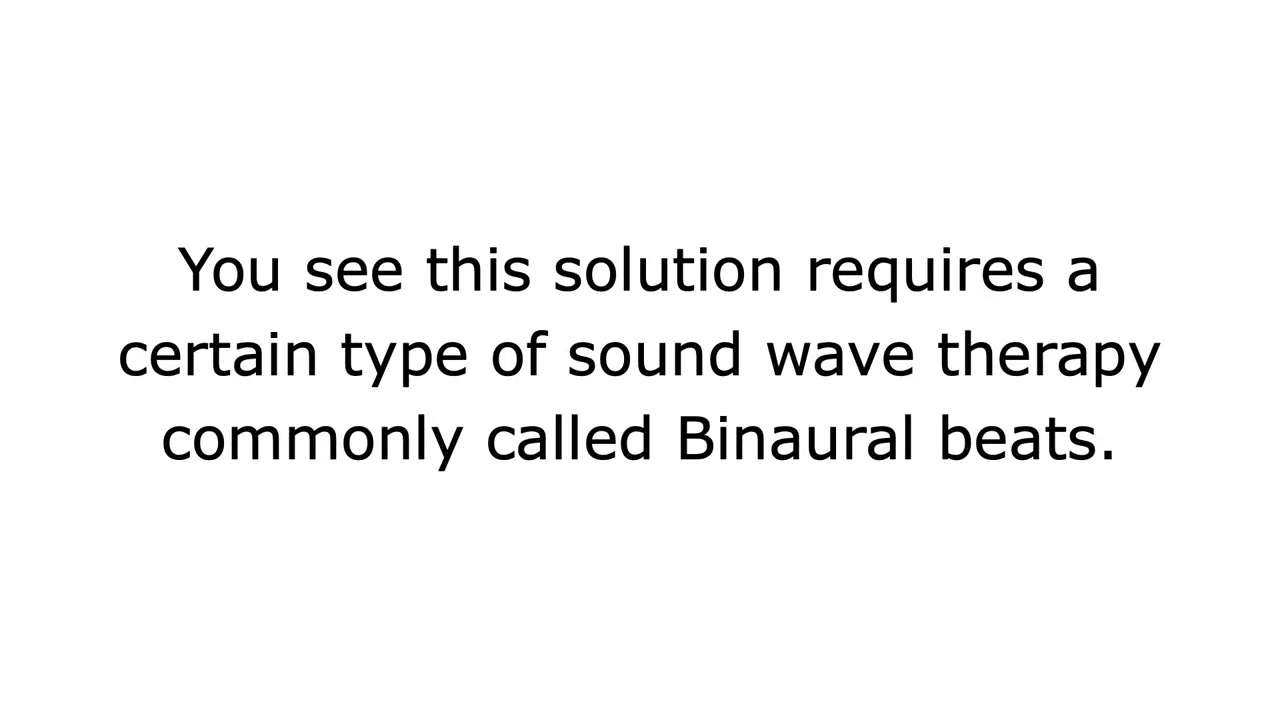 You see this solution requires a
certain type of sound wave therapy
commonly called Binaural beats.